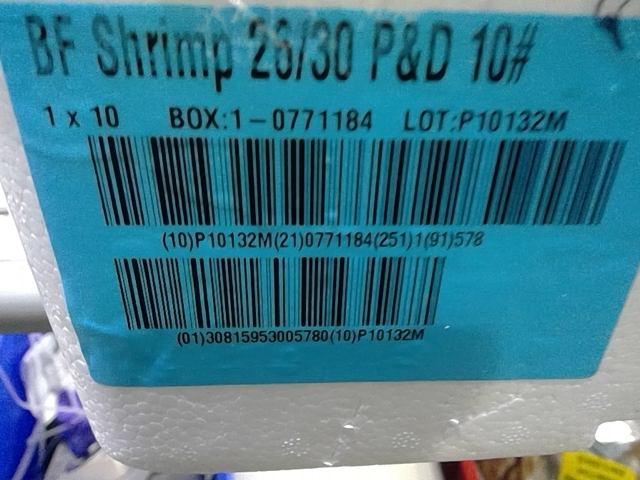 BF Shrimp 26/30 P&D 10#
1 x 10 BOX:1-0771184 LOT:P10132M
(10)P10132M(21)0771184(251)1(91)578
(01)30815953005780(10)P10132M